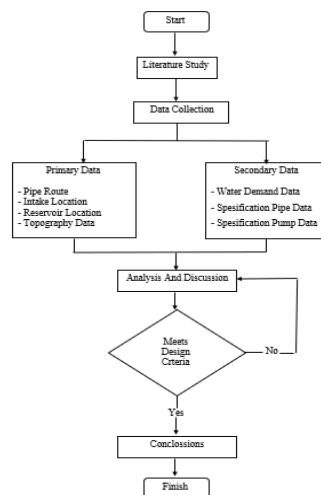 Start
Literature Study
Data Collection
Primary Data
- Pipe Route
- Intake Location
- Reservoir Location
- Topography Data
Secondary Data
- Water Demand Data
- Spesification Pipe Data
- Spesification Pump Data
Analysis And Discussion
Meets
Design
Crteria
No
Yes
Conclossions
Finish